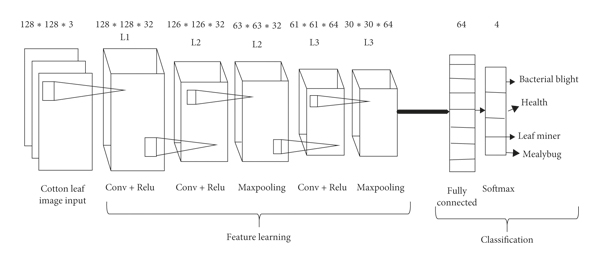 128 * 128 * 3
128 * 128 * 32
126 * 126 * 32
63 * 63 * 32
61 * 61 * 64
30 * 30 * 64
64
4
L1
L2
L2
L3
L3
Bacterial blight
Health
Leaf miner
Mealybug
Cotton leaf
image input
Conv + Relu
Conv + Relu
Maxpooling
Conv + Relu
Maxpooling
Fully
connected
Softmax
Feature learning
Classification